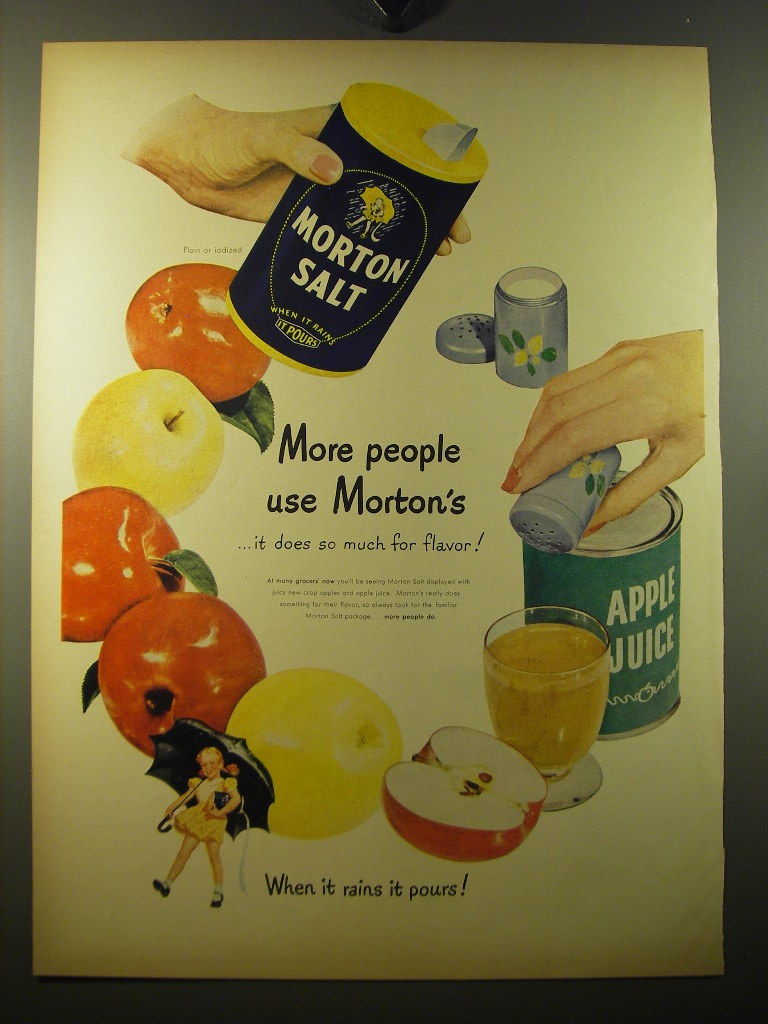 MORTON
SALT
WHEN IT RAINS
IT POURS
Plain or iodized
More people
use Morton's
...it does so much for flavor!
At many grocers' now you'll be seeing Morton Salt displayed with
juicy new-crop apples and apple juice. Morton's really does
something for their flavor, so always look for the familiar
Morton Salt package... more people do.
APPLE
JUICE
When it rains it pours!